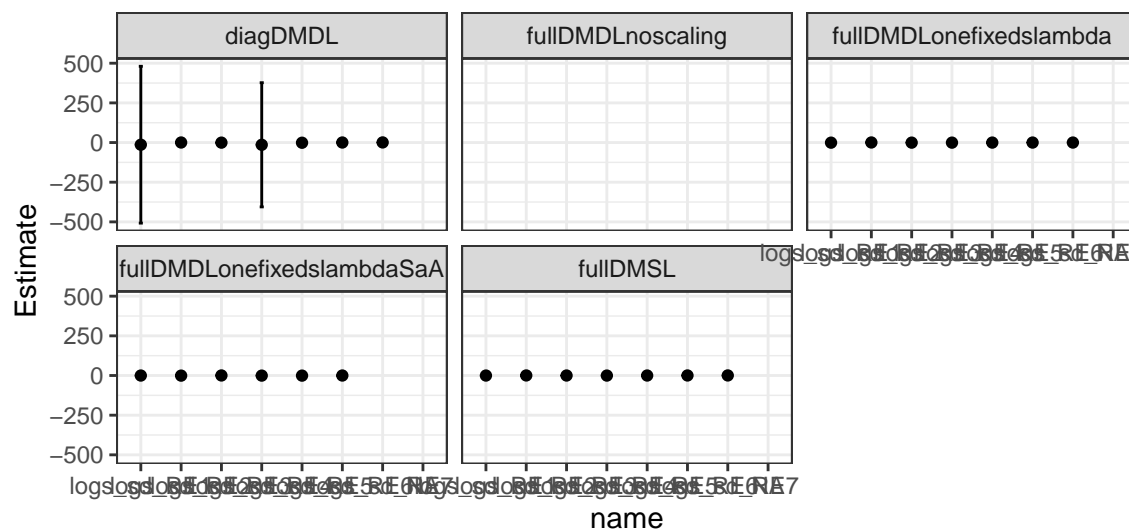 diagDMDL fullDMDLnoscaling fullDMDLonefixedslambda
500
250
0
−250
−500
fullDMDLonefixedslambdaSaA fullDMSL
500
250
0
−250
−500
Estimate
name